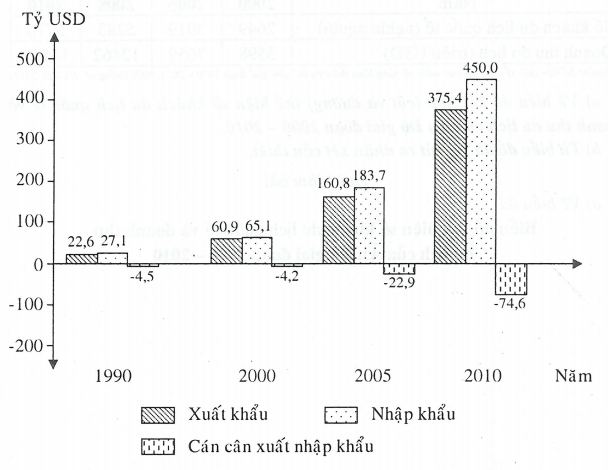 Tỷ USD
500
400
300
200
100
0
-100
-200
22,6 27,1 -4,5
60,9 65,1 -4,2
160,8 183,7 -22,9
375,4 450,0 -74,6
1990 2000 2005 2010 Năm
Xuất khẩu Nhập khẩu
Cán cân xuất nhập khẩu